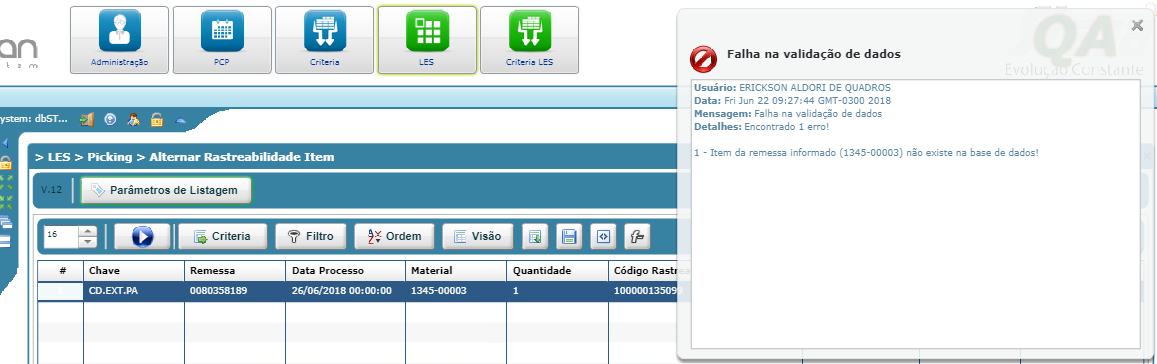 an
tam
Administração
PCP
Criteria
LES
Criteria LES
QA
Evolução Constante
Falha na validação de dados
Usuário: ERICKSON ALDORI DE QUADROS
Data: Fri Jun 22 09:27:44 GMT-0300 2018
Mensagem: Falha na validação de dados
Detalhes: Encontrado 1 erro!
1 - Item da remessa informado (1345-00003) não existe na base de dados!
ystem: dbST...
> LES > Picking > Alternar Rastreabilidade Item
V.12
Parâmetros de Listagem
16
Criteria
Filtro
Ordem
Visão
# Chave Remessa Data Processo Material Quantidade Código Rastrea
CD.EXT.PA 0080358189 26/06/2018 00:00:00 1345-00003 1 100000135099